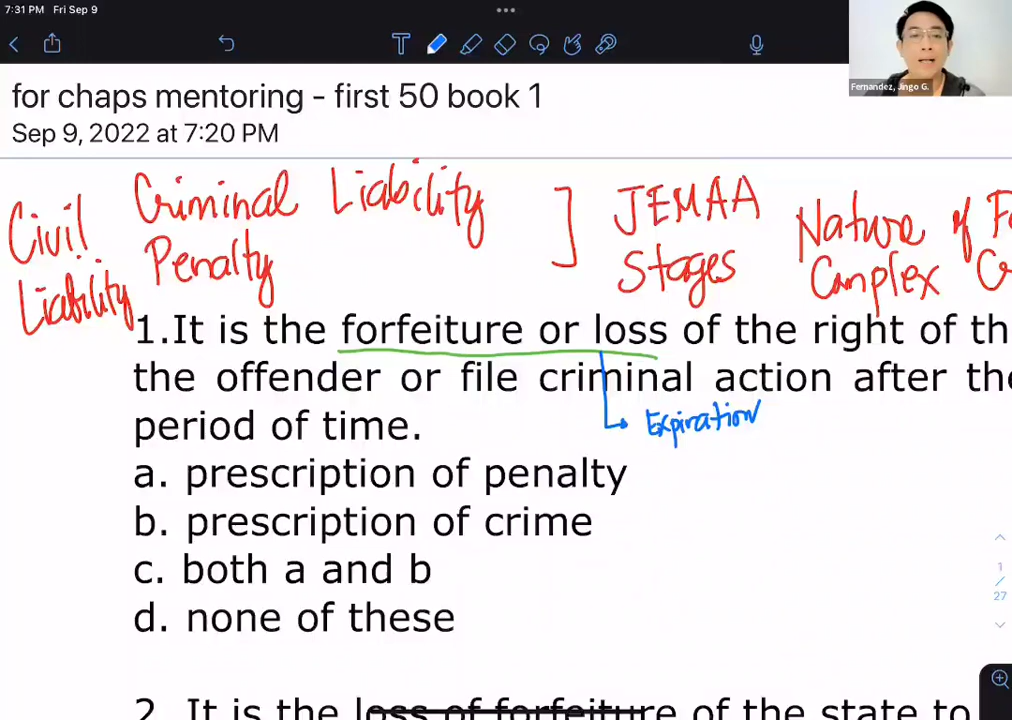 7:31 PM Fri Sep 9
Fernandez, Jingo G.
for chaps mentoring - first 50 book 1
Sep 9, 2022 at 7:20 PM
Civil Liability
Criminal Liability
Penalty
JEMAA
Stages
Nature of
Complex
1.It is the forfeiture or loss of the right of th
the offender or file criminal action after the
period of time.
Expiration
a. prescription of penalty
b. prescription of crime
c. both a and b
d. none of these
1
/
27
2. It is the loss of forfeiture of the state to